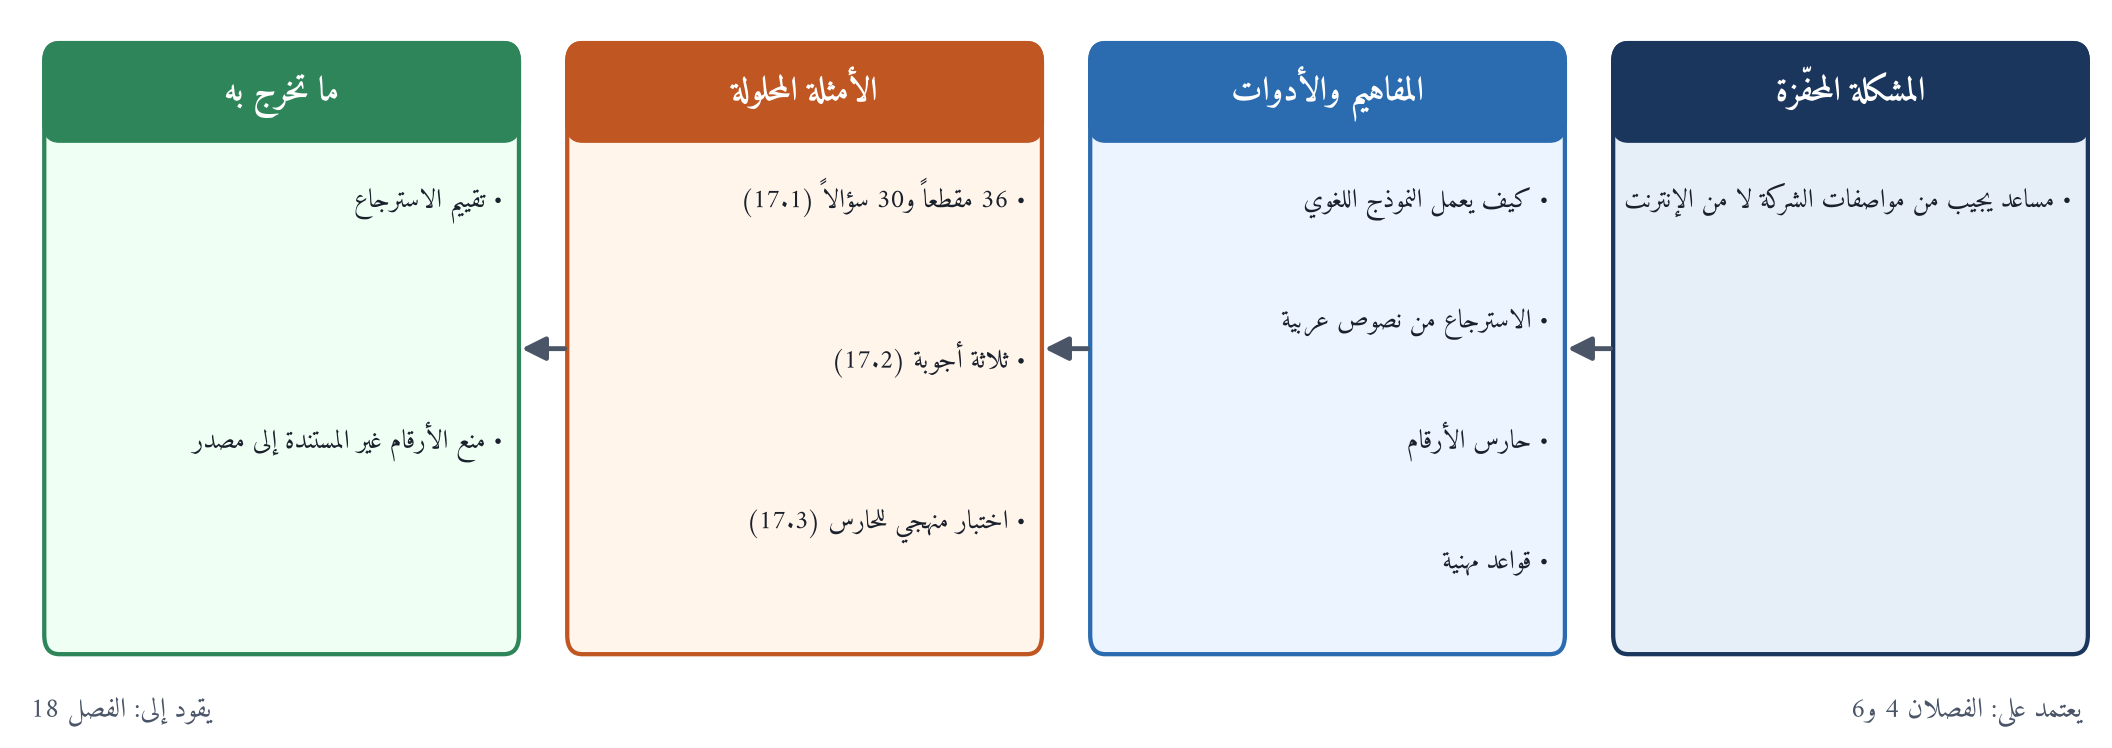 المشكلة المحفّزة
• مساعد يجيب من مواصفات الشركة لا من الإنترنت
المفاهيم والأدوات
• كيف يعمل النموذج اللغوي
• الاسترجاع من نصوص عربية
• حارس الأرقام
• قواعد مهنية
الأمثلة المحلولة
• 36 مقطعاً و30 سؤالاً (17.1)
• ثلاثة أجوبة (17.2)
• اختبار منهجي للحارس (17.3)
ما تخرج به
• تقييم الاسترجاع
• منع الأرقام غير المستندة إلى مصدر
يعتمد على: الفصلان 4 و6
يقود إلى: الفصل 18